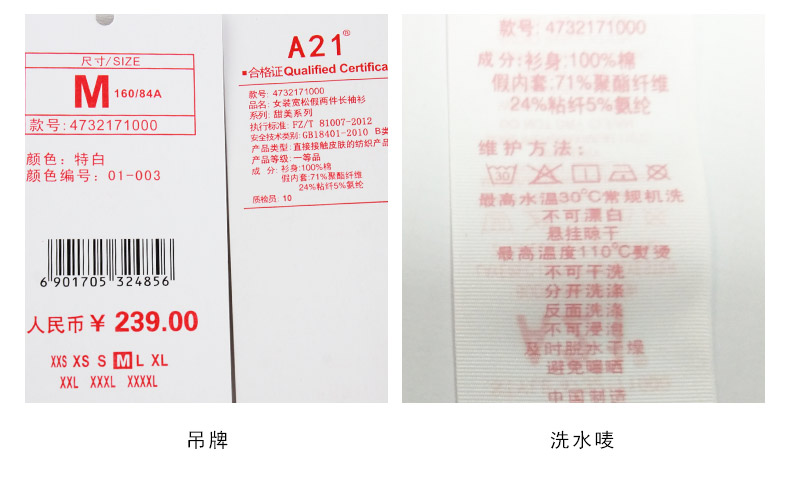 尺寸/SIZE
M 160/84A
款号:4732171000
颜色: 特白
颜色编号: 01-003
6 901705 324856
人民币￥ 239.00
XXS XS S M L XL
XXL XXXL XXXXL
A21®
▪合格证Qualified Certifica
款号: 4732171000
品名: 女装宽松假两件长袖衫
系列: 甜美系列
执行标准: FZ/T 81007-2012
安全技术类别: GB18401-2010 B类
产品类型: 直接接触皮肤的纺织产品
产品等级: 一等品
成 分: 衫身:100%棉
假内套:71%聚酯纤维
24%粘纤5%氨纶
质检员: 10
款号: 4732171000
成分:衫身:100%棉
假内套:71%聚酯纤维
24%粘纤5%氨纶
维护方法:
最高水温30℃常规机洗
不可漂白
悬挂晾干
最高温度110℃熨烫
不可干洗
分开洗涤
反面洗涤
不可浸泡
及时脱水干燥
避免曝晒
中国制造
吊牌
洗水唛